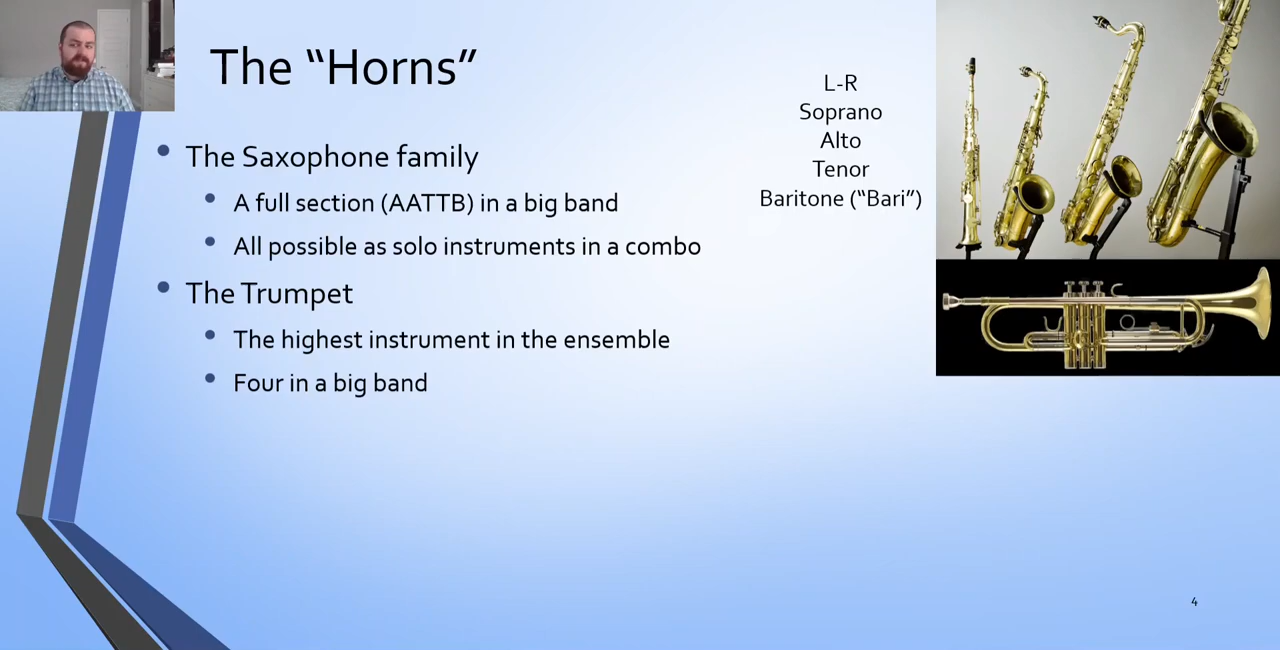 The “Horns”
L-R
Soprano
Alto
Tenor
Baritone (“Bari”)
The Saxophone family
A full section (AATTB) in a big band
All possible as solo instruments in a combo
The Trumpet
The highest instrument in the ensemble
Four in a big band
4